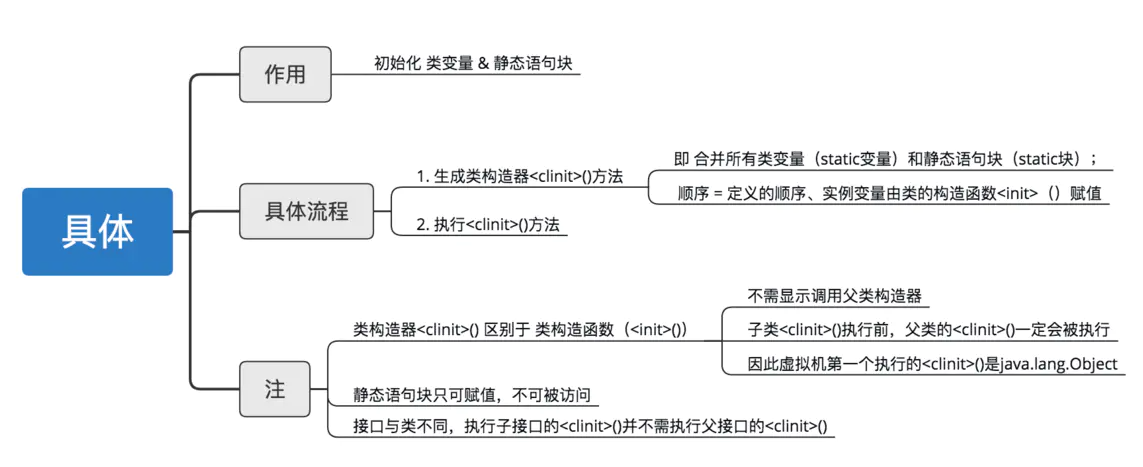 具体
作用
初始化 类变量 & 静态语句块
具体流程
1. 生成类构造器<clinit>()方法
即 合并所有类变量（static变量）和静态语句块（static块）；
顺序 = 定义的顺序、实例变量由类的构造函数<init>（）赋值
2. 执行<clinit>()方法
注
类构造器<clinit>() 区别于 类构造函数（<init>()）
不需显示调用父类构造器
子类<clinit>()执行前，父类的<clinit>()一定会被执行
因此虚拟机第一个执行的<clinit>()是java.lang.Object
静态语句块只可赋值，不可被访问
接口与类不同，执行子接口的<clinit>()并不需执行父接口的<clinit>()